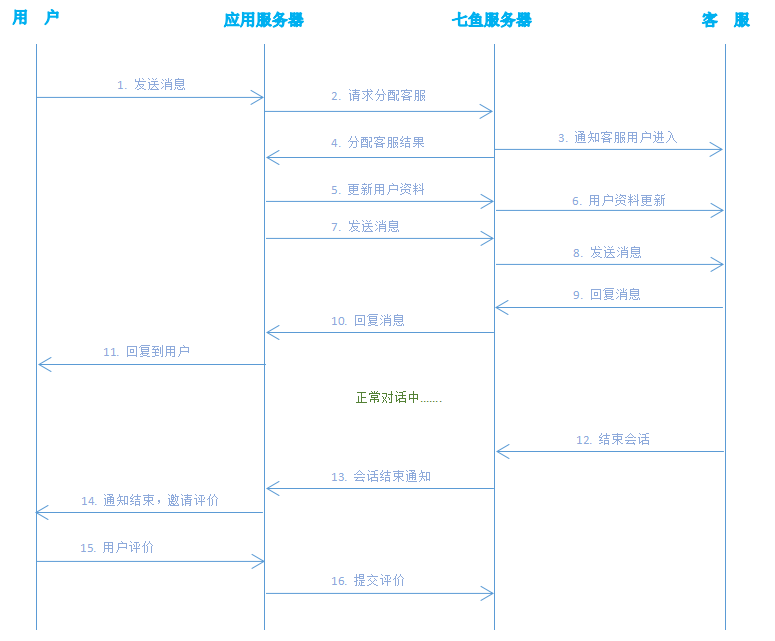 用 户
应用服务器
七鱼服务器
客 服
1. 发送消息
2. 请求分配客服
3. 通知客服用户进入
4. 分配客服结果
5. 更新用户资料
6. 用户资料更新
7. 发送消息
8. 发送消息
9. 回复消息
10. 回复消息
11. 回复到用户
正常对话中.......
12. 结束会话
13. 会话结束通知
14. 通知结束，邀请评价
15. 用户评价
16. 提交评价